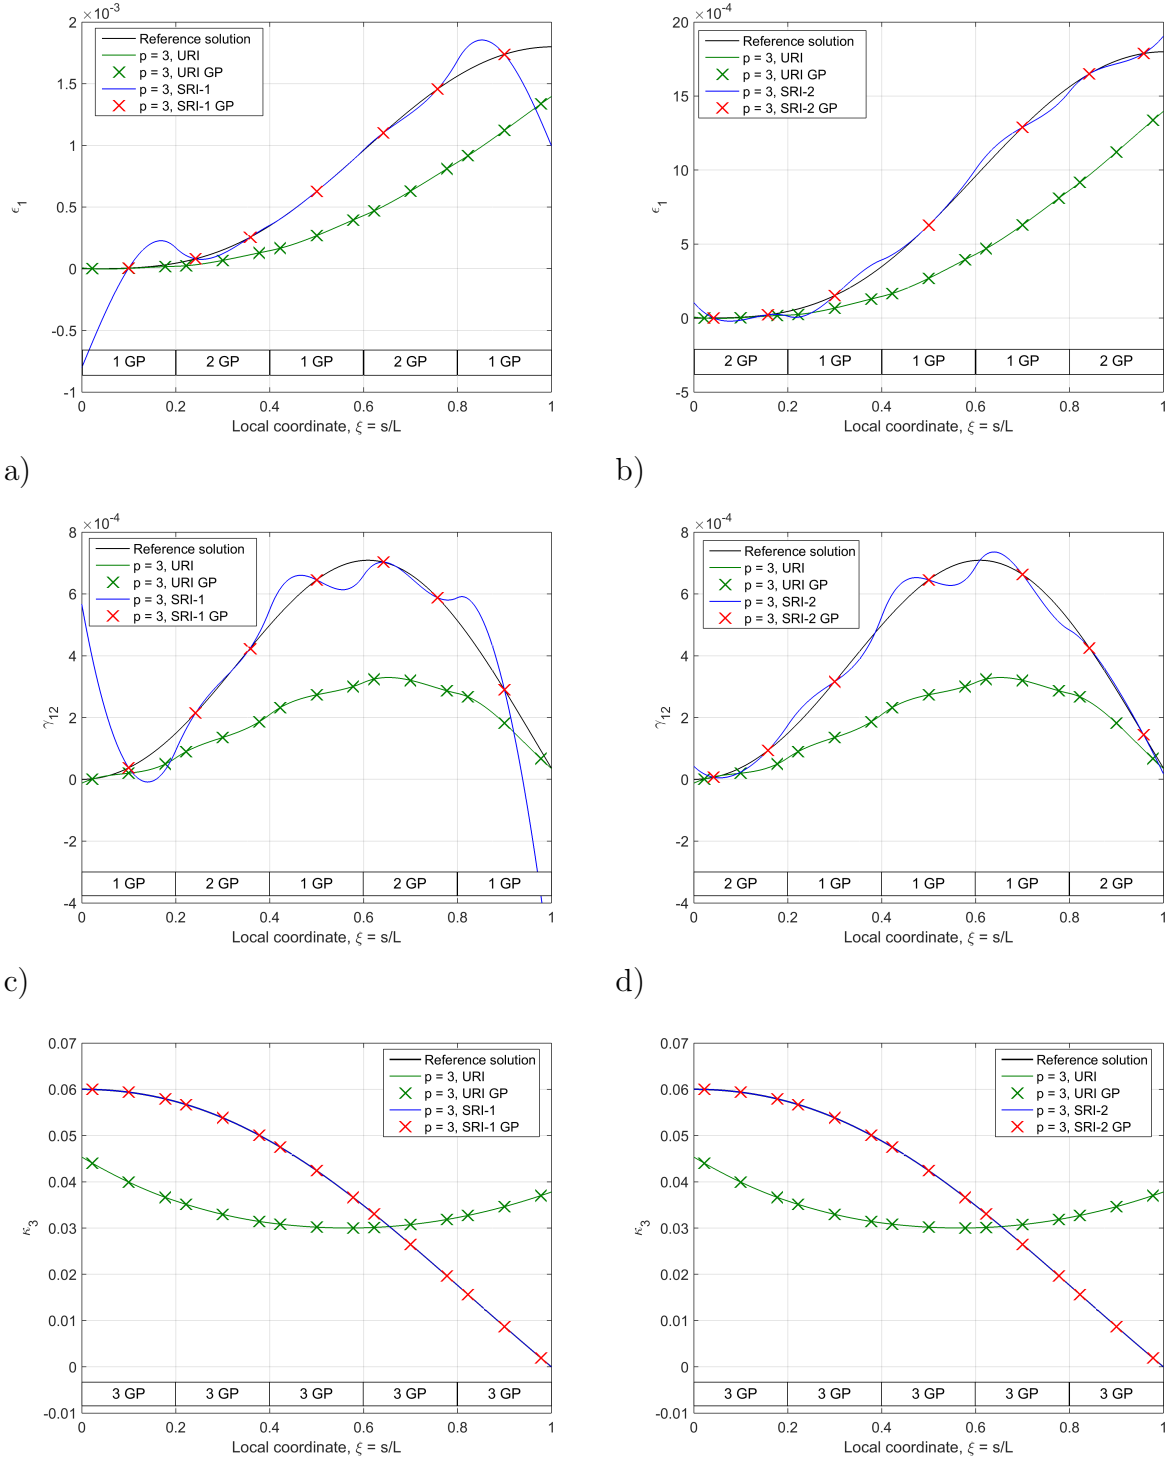 ×10-3
2
1.5
1
0.5
0
-0.5
-1
ϵ1
Reference solution
p = 3, URI
p = 3, URI GP
p = 3, SRI-1
p = 3, SRI-1 GP
1 GP 2 GP 1 GP 2 GP 1 GP
0 0.2 0.4 0.6 0.8 1
Local coordinate, ξ = s/L
20 ×10-4
15
10
5
0
-5
ϵ1
Reference solution
p = 3, URI
p = 3, URI GP
p = 3, SRI-2
p = 3, SRI-2 GP
2 GP 1 GP 1 GP 1 GP 2 GP
0 0.2 0.4 0.6 0.8 1
Local coordinate, ξ = s/L
a)
b)
8 ×10-4
6
4
2
0
-2
-4
γ12
Reference solution
p = 3, URI
p = 3, URI GP
p = 3, SRI-1
p = 3, SRI-1 GP
1 GP 2 GP 1 GP 2 GP 1 GP
0 0.2 0.4 0.6 0.8 1
Local coordinate, ξ = s/L
8 ×10-4
6
4
2
0
-2
-4
γ12
Reference solution
p = 3, URI
p = 3, URI GP
p = 3, SRI-2
p = 3, SRI-2 GP
2 GP 1 GP 1 GP 1 GP 2 GP
0 0.2 0.4 0.6 0.8 1
Local coordinate, ξ = s/L
c)
d)
0.07
0.06
0.05
0.04
0.03
0.02
0.01
0
-0.01
κ3
Reference solution
p = 3, URI
p = 3, URI GP
p = 3, SRI-1
p = 3, SRI-1 GP
3 GP 3 GP 3 GP 3 GP 3 GP
0 0.2 0.4 0.6 0.8 1
Local coordinate, ξ = s/L
0.07
0.06
0.05
0.04
0.03
0.02
0.01
0
-0.01
κ3
Reference solution
p = 3, URI
p = 3, URI GP
p = 3, SRI-2
p = 3, SRI-2 GP
3 GP 3 GP 3 GP 3 GP 3 GP
0 0.2 0.4 0.6 0.8 1
Local coordinate, ξ = s/L